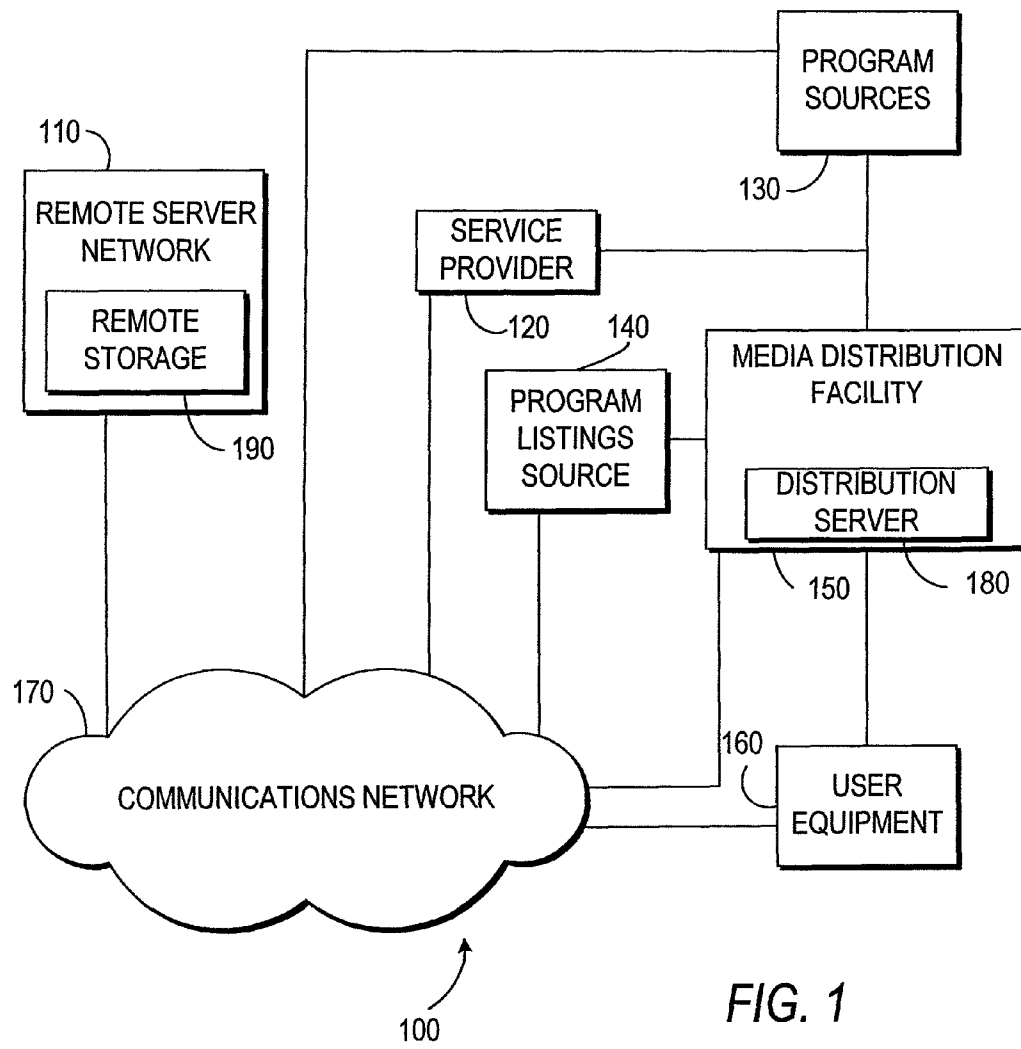 PROGRAM
SOURCES
130
110
REMOTE SERVER
NETWORK
REMOTE
STORAGE
190
SERVICE
PROVIDER
120
140
PROGRAM
LISTINGS
SOURCE
MEDIA DISTRIBUTION
FACILITY
DISTRIBUTION
SERVER
150
180
170
COMMUNICATIONS NETWORK
160
USER
EQUIPMENT
100
FIG. 1